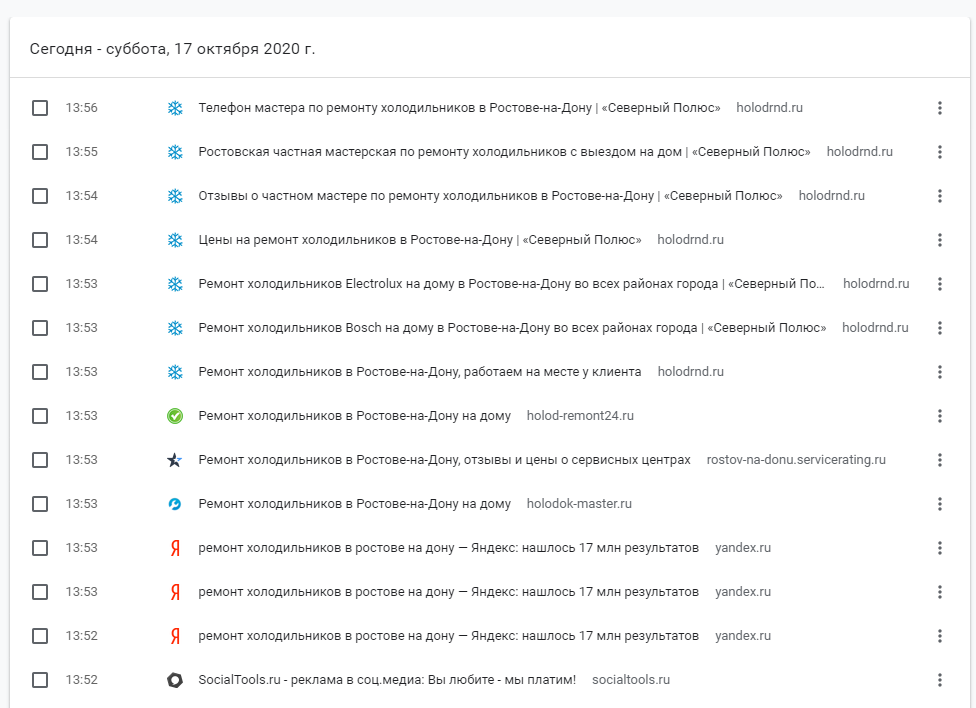 Сегодня - суббота, 17 октября 2020 г.
13:56 Телефон мастера по ремонту холодильников в Ростове-на-Дону | «Северный Полюс» holodrnd.ru
13:55 Ростовская частная мастерская по ремонту холодильников с выездом на дом | «Северный Полюс» holodrnd.ru
13:54 Отзывы о частном мастере по ремонту холодильников в Ростове-на-Дону | «Северный Полюс» holodrnd.ru
13:54 Цены на ремонт холодильников в Ростове-на-Дону | «Северный Полюс» holodrnd.ru
13:53 Ремонт холодильников Electrolux на дому в Ростове-на-Дону во всех районах города | «Северный По... holodrnd.ru
13:53 Ремонт холодильников Bosch на дому в Ростове-на-Дону во всех районах города | «Северный Полюс» holodrnd.ru
13:53 Ремонт холодильников в Ростове-на-Дону, работаем на месте у клиента holodrnd.ru
13:53 Ремонт холодильников в Ростове-на-Дону на дому holod-remont24.ru
13:53 Ремонт холодильников в Ростове-на-Дону, отзывы и цены о сервисных центрах rostov-na-donu.servicerating.ru
13:53 Ремонт холодильников в Ростове-на-Дону на дому holodok-master.ru
13:53 Я ремонт холодильников в ростове на дону — Яндекс: нашлось 17 млн результатов yandex.ru
13:53 Я ремонт холодильников в ростове на дону — Яндекс: нашлось 17 млн результатов yandex.ru
13:52 Я ремонт холодильников в ростове на дону — Яндекс: нашлось 17 млн результатов yandex.ru
13:52 SocialTools.ru - реклама в соц.медиа: Вы любите - мы платим! socialtools.ru